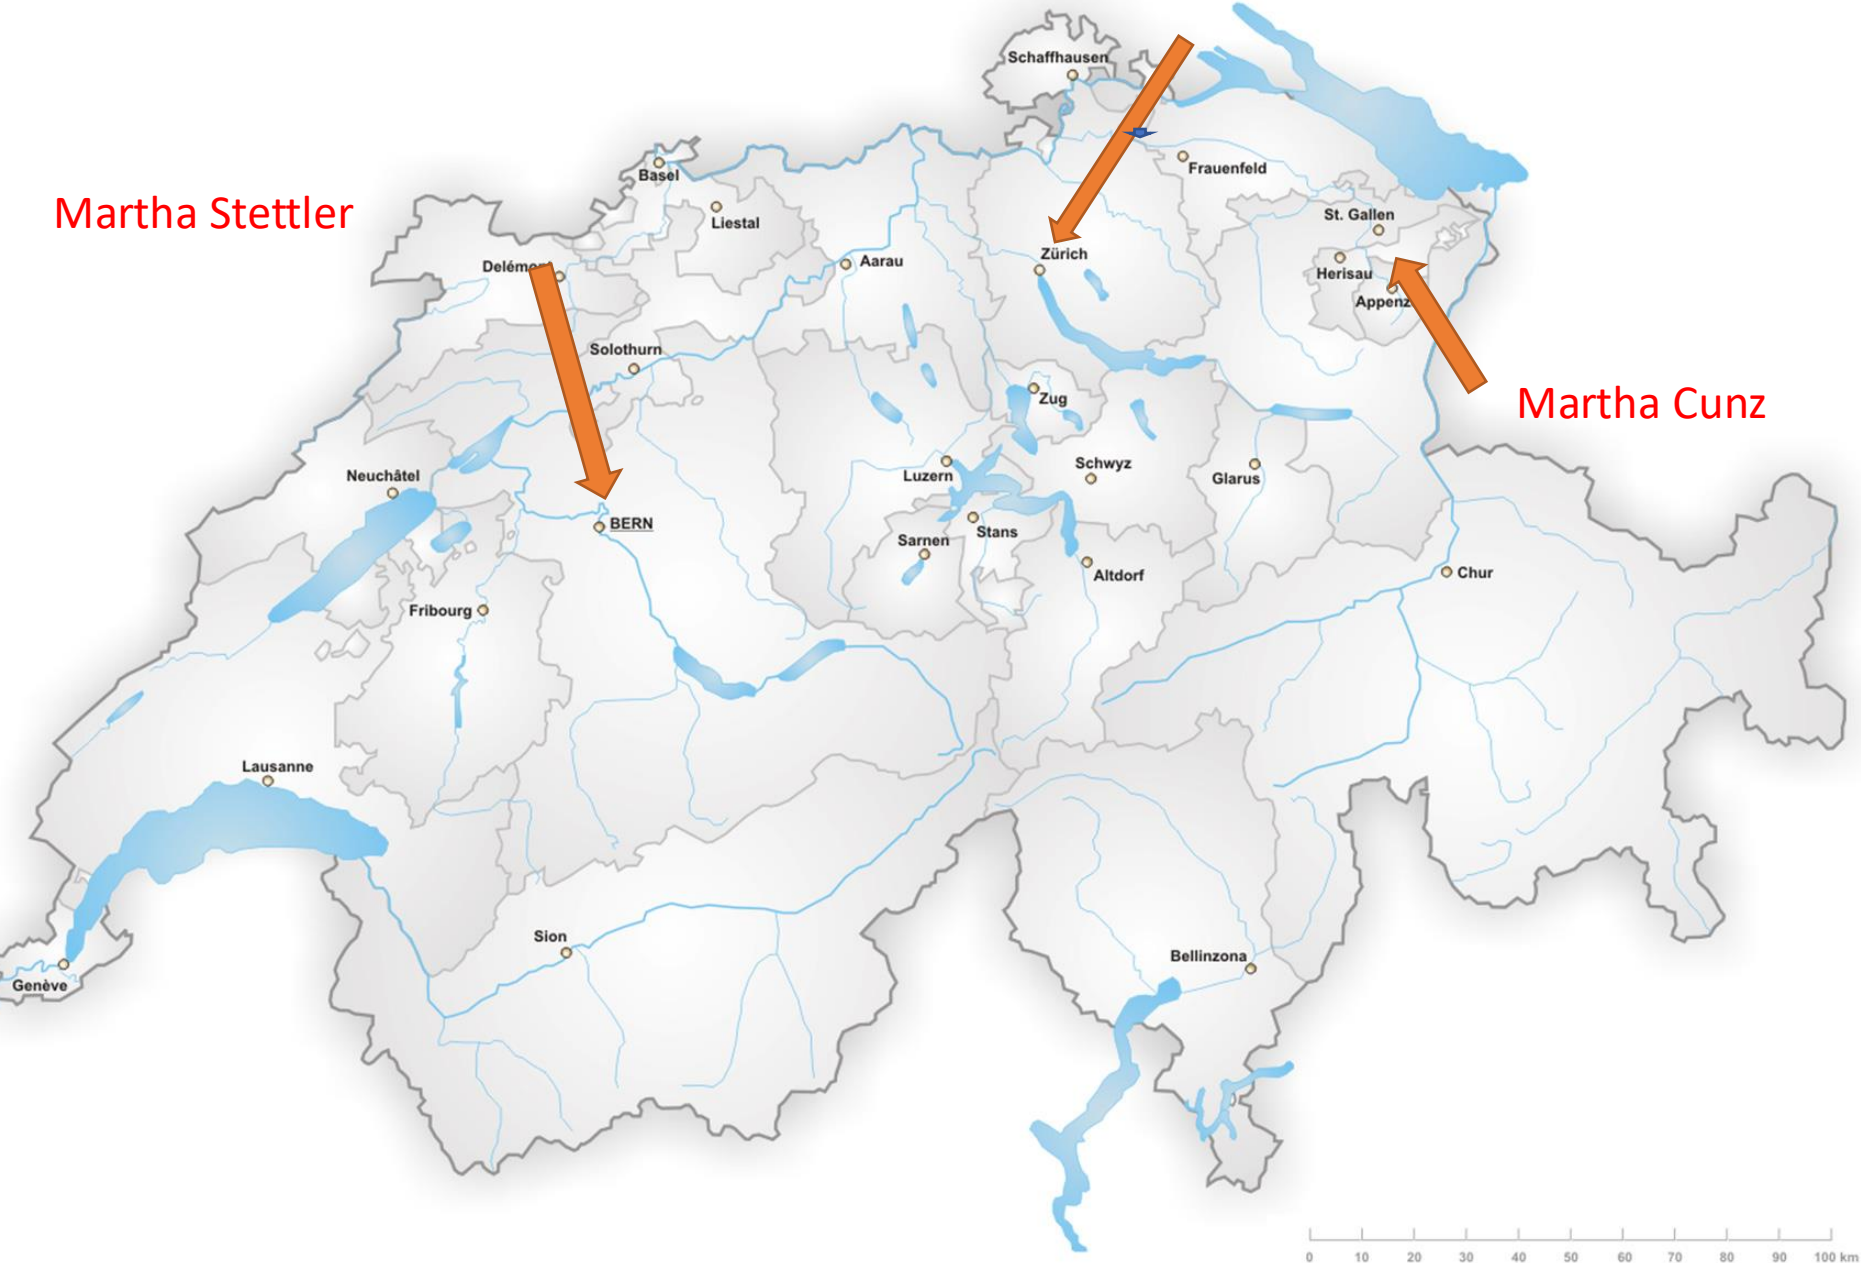 Schaffhausen
Basel
Frauenfeld
Martha Stettler
Liestal
St. Gallen
Delémon
Aarau
Zürich
Herisau
Appenz
Solothurn
Zug
Martha Cunz
Neuchâtel
Luzern
Schwyz
Glarus
BERN
Stans
Sarnen
Altdorf
Chur
Fribourg
Lausanne
Sion
Bellinzona
Genève
0 10 20 30 40 50 60 70 80 90 100 km